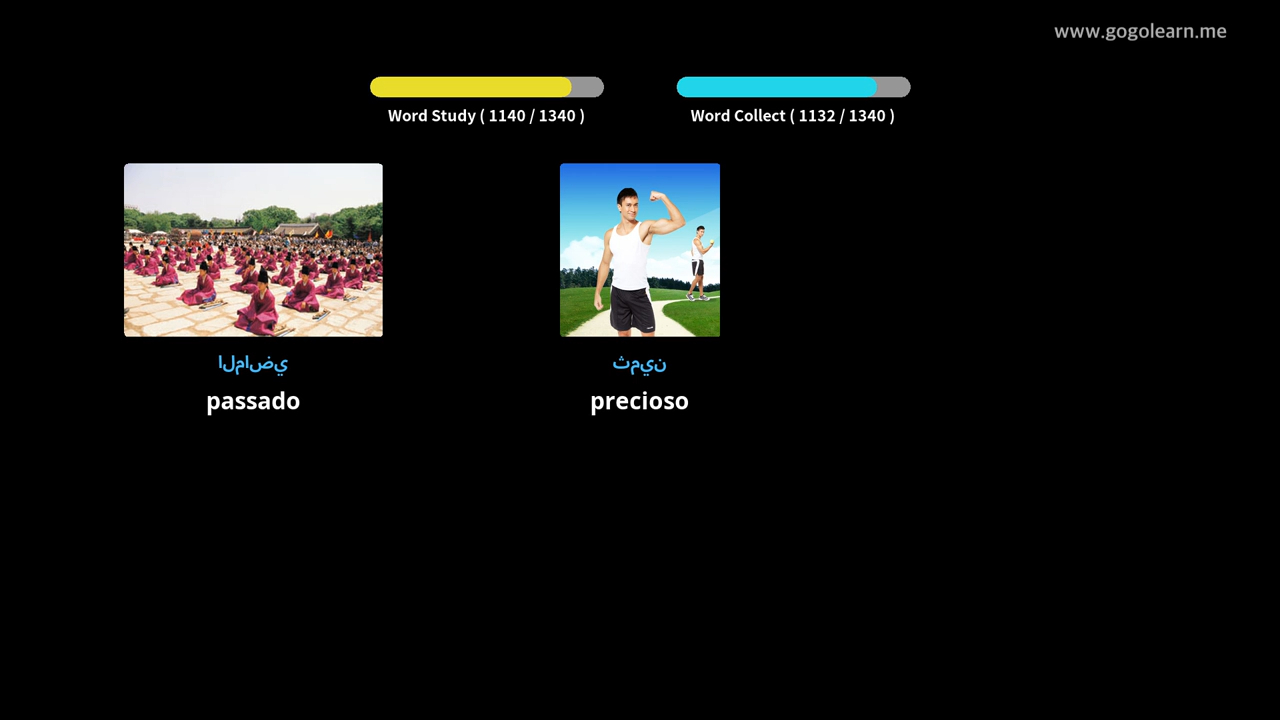 www.gogolearn.me
Word Study ( 1140 / 1340 )
Word Collect ( 1132 / 1340 )
الماضي
ثمين
passado
precioso